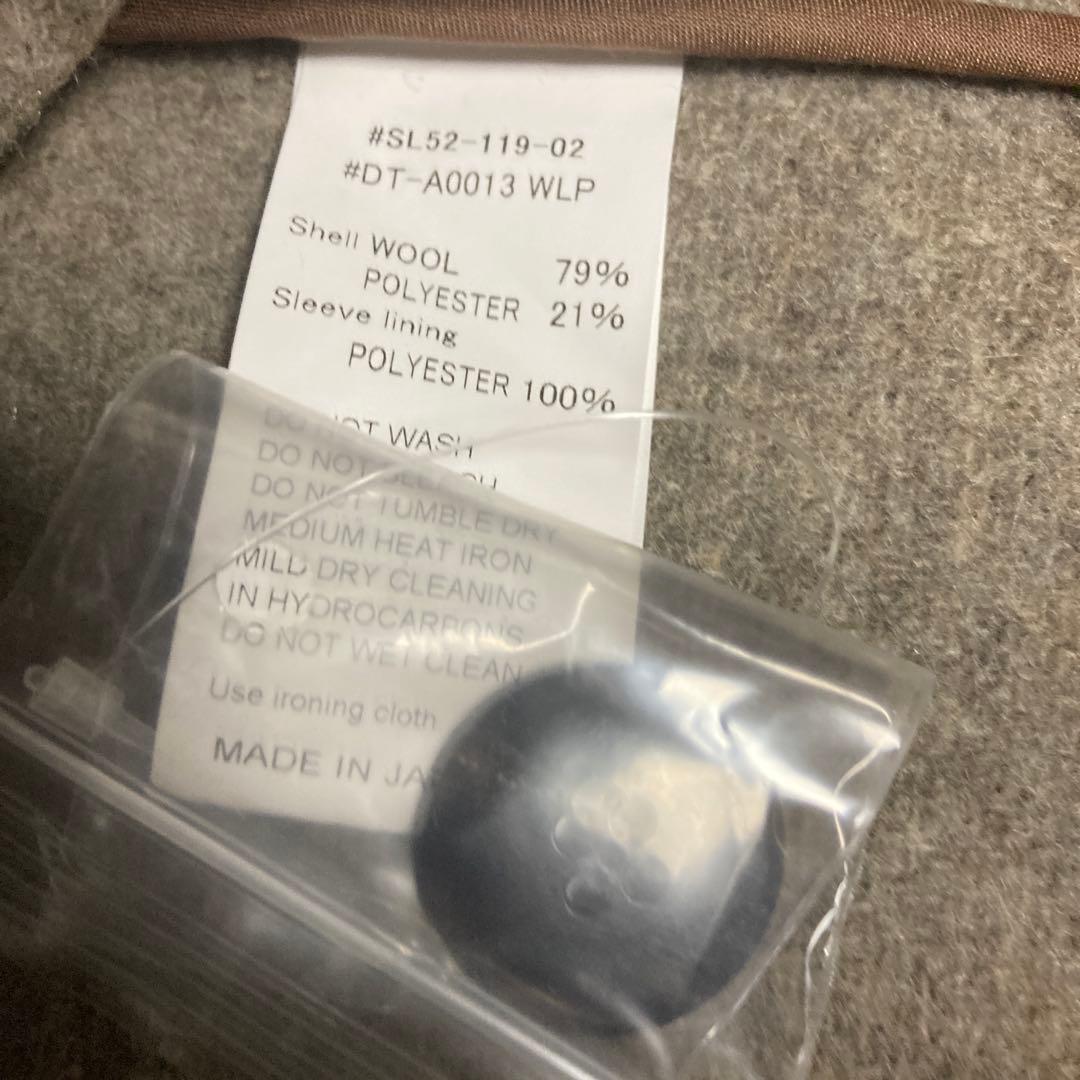 #SL52-119-02
#DT-A0013 WLP
Shell WOOL 79%
POLYESTER 21%
Sleeve lining
POLYESTER 100%
DO NOT WASH
DO NOT BLEACH
DO NOT TUMBLE DRY
MEDIUM HEAT IRON
MILD DRY CLEANING
IN HYDROCARBONS
DO NOT WET CLEAN
Use ironing cloth
MADE IN JA